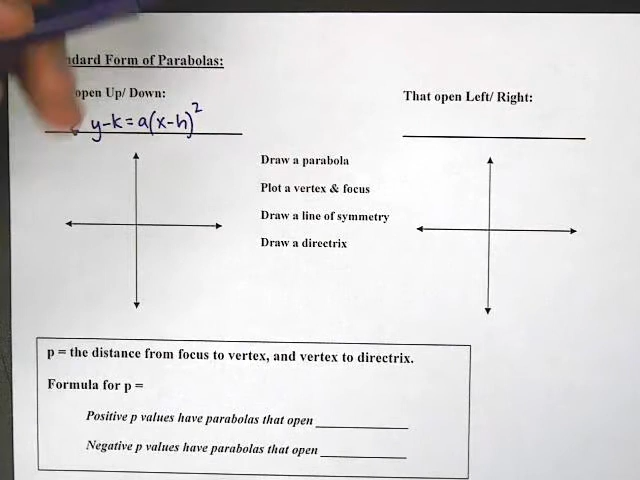 dard Form of Parabolas:
open Up/ Down:
That open Left/ Right:
y-k=a(x-h)²
Draw a parabola
Plot a vertex & focus
Draw a line of symmetry
Draw a directrix
p = the distance from focus to vertex, and vertex to directrix.
Formula for p =
Positive p values have parabolas that open
Negative p values have parabolas that open